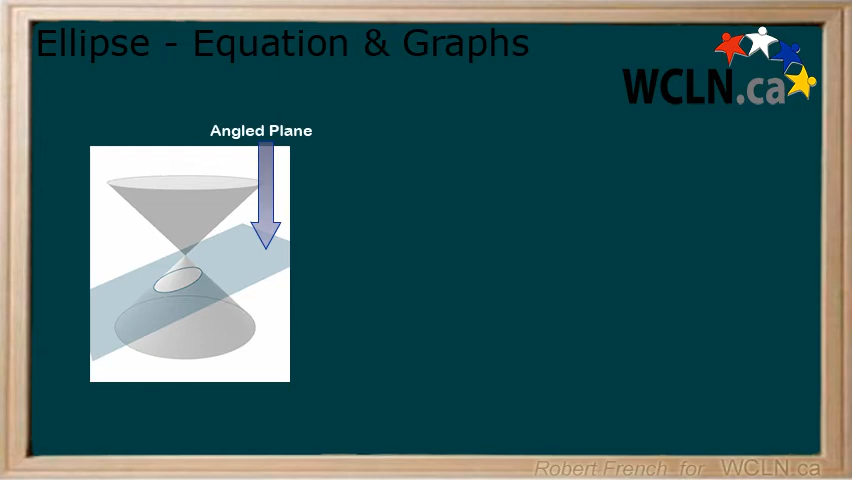 Ellipse - Equation & Graphs
WCLN.ca
Angled Plane
Robert French for WCLN.ca